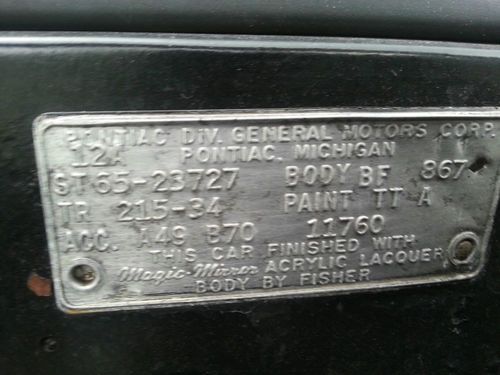 PONTIAC DIV. GENERAL MOTORS CORP.
12A PONTIAC, MICHIGAN
ST 65-23727 BODY BF 867
TR 215-34 PAINT TT A
ACC. A49 B70 11760
THIS CAR FINISHED WITH
Magic-Mirror ACRYLIC LACQUER
BODY BY FISHER